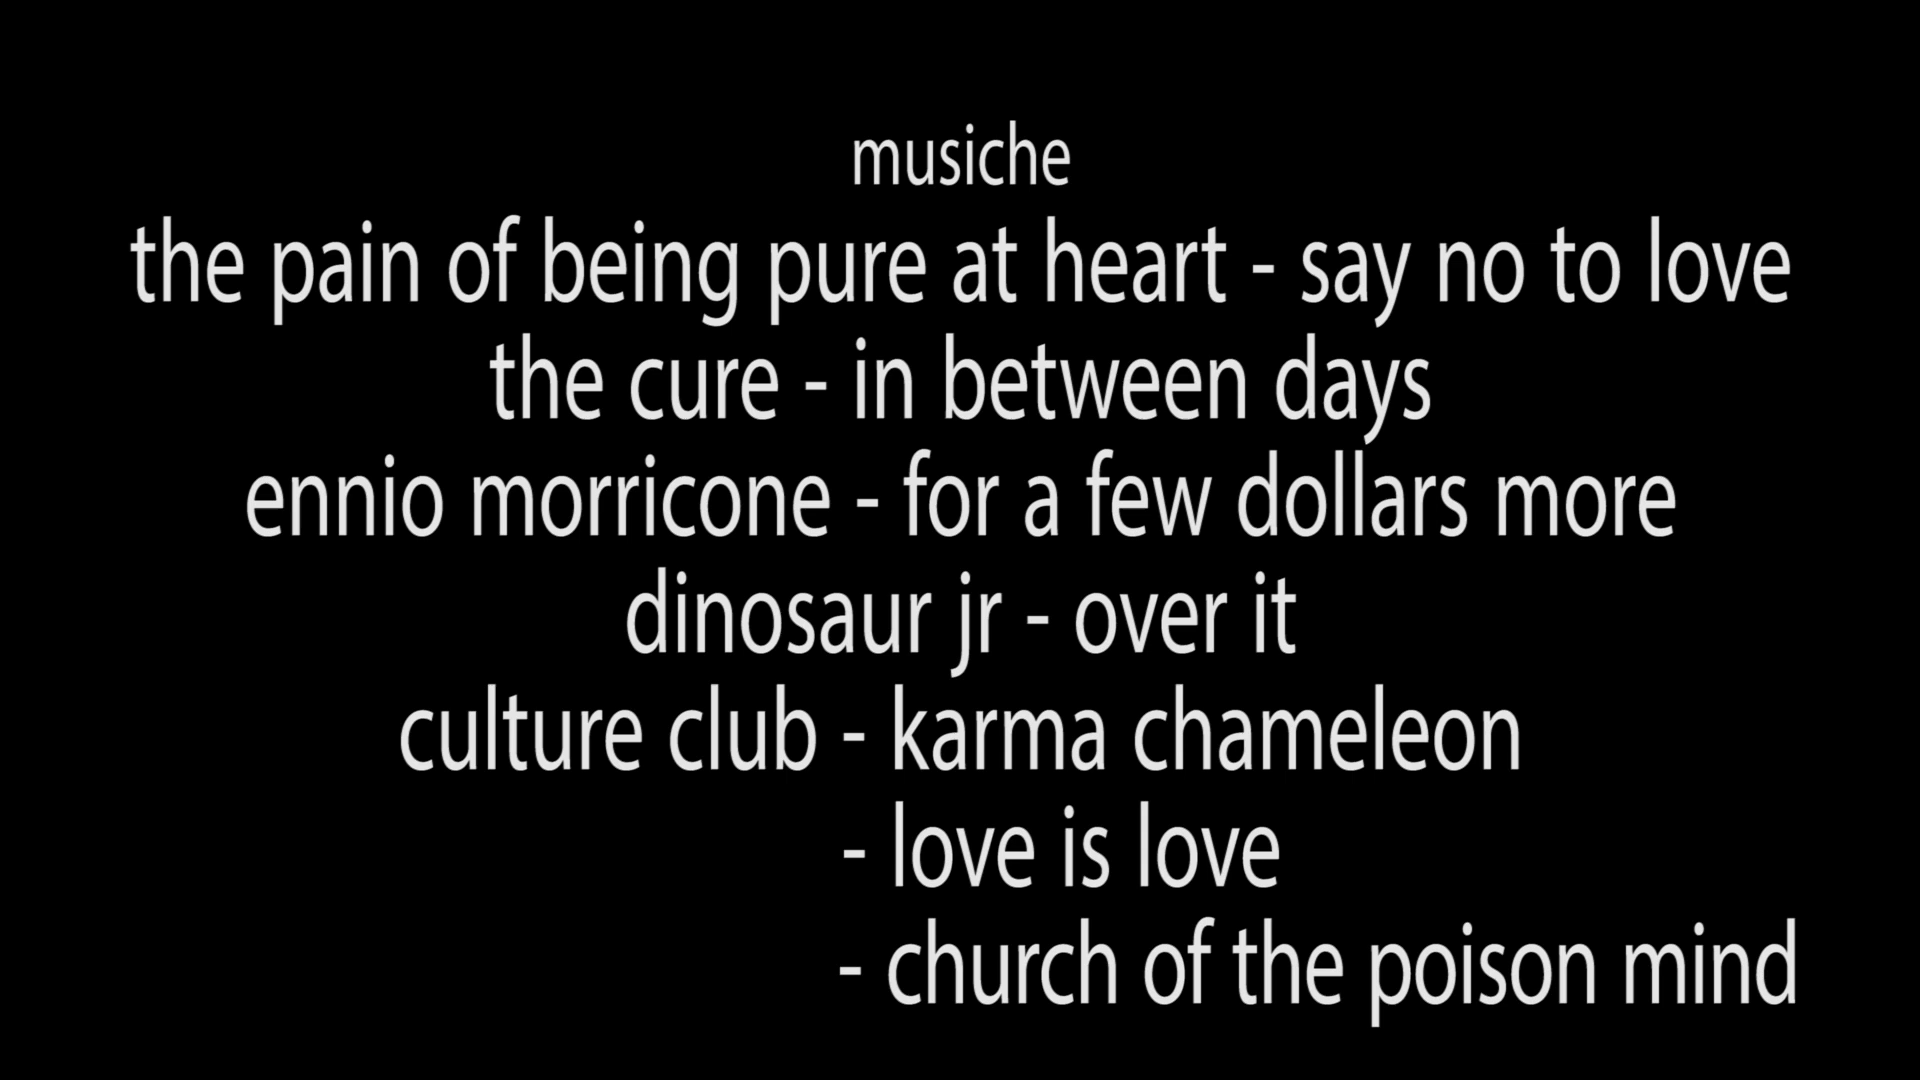 musiche
the pain of being pure at heart - say no to love
the cure - in between days
ennio morricone - for a few dollars more
dinosaur jr - over it
culture club - karma chameleon
- love is love
- church of the poison mind